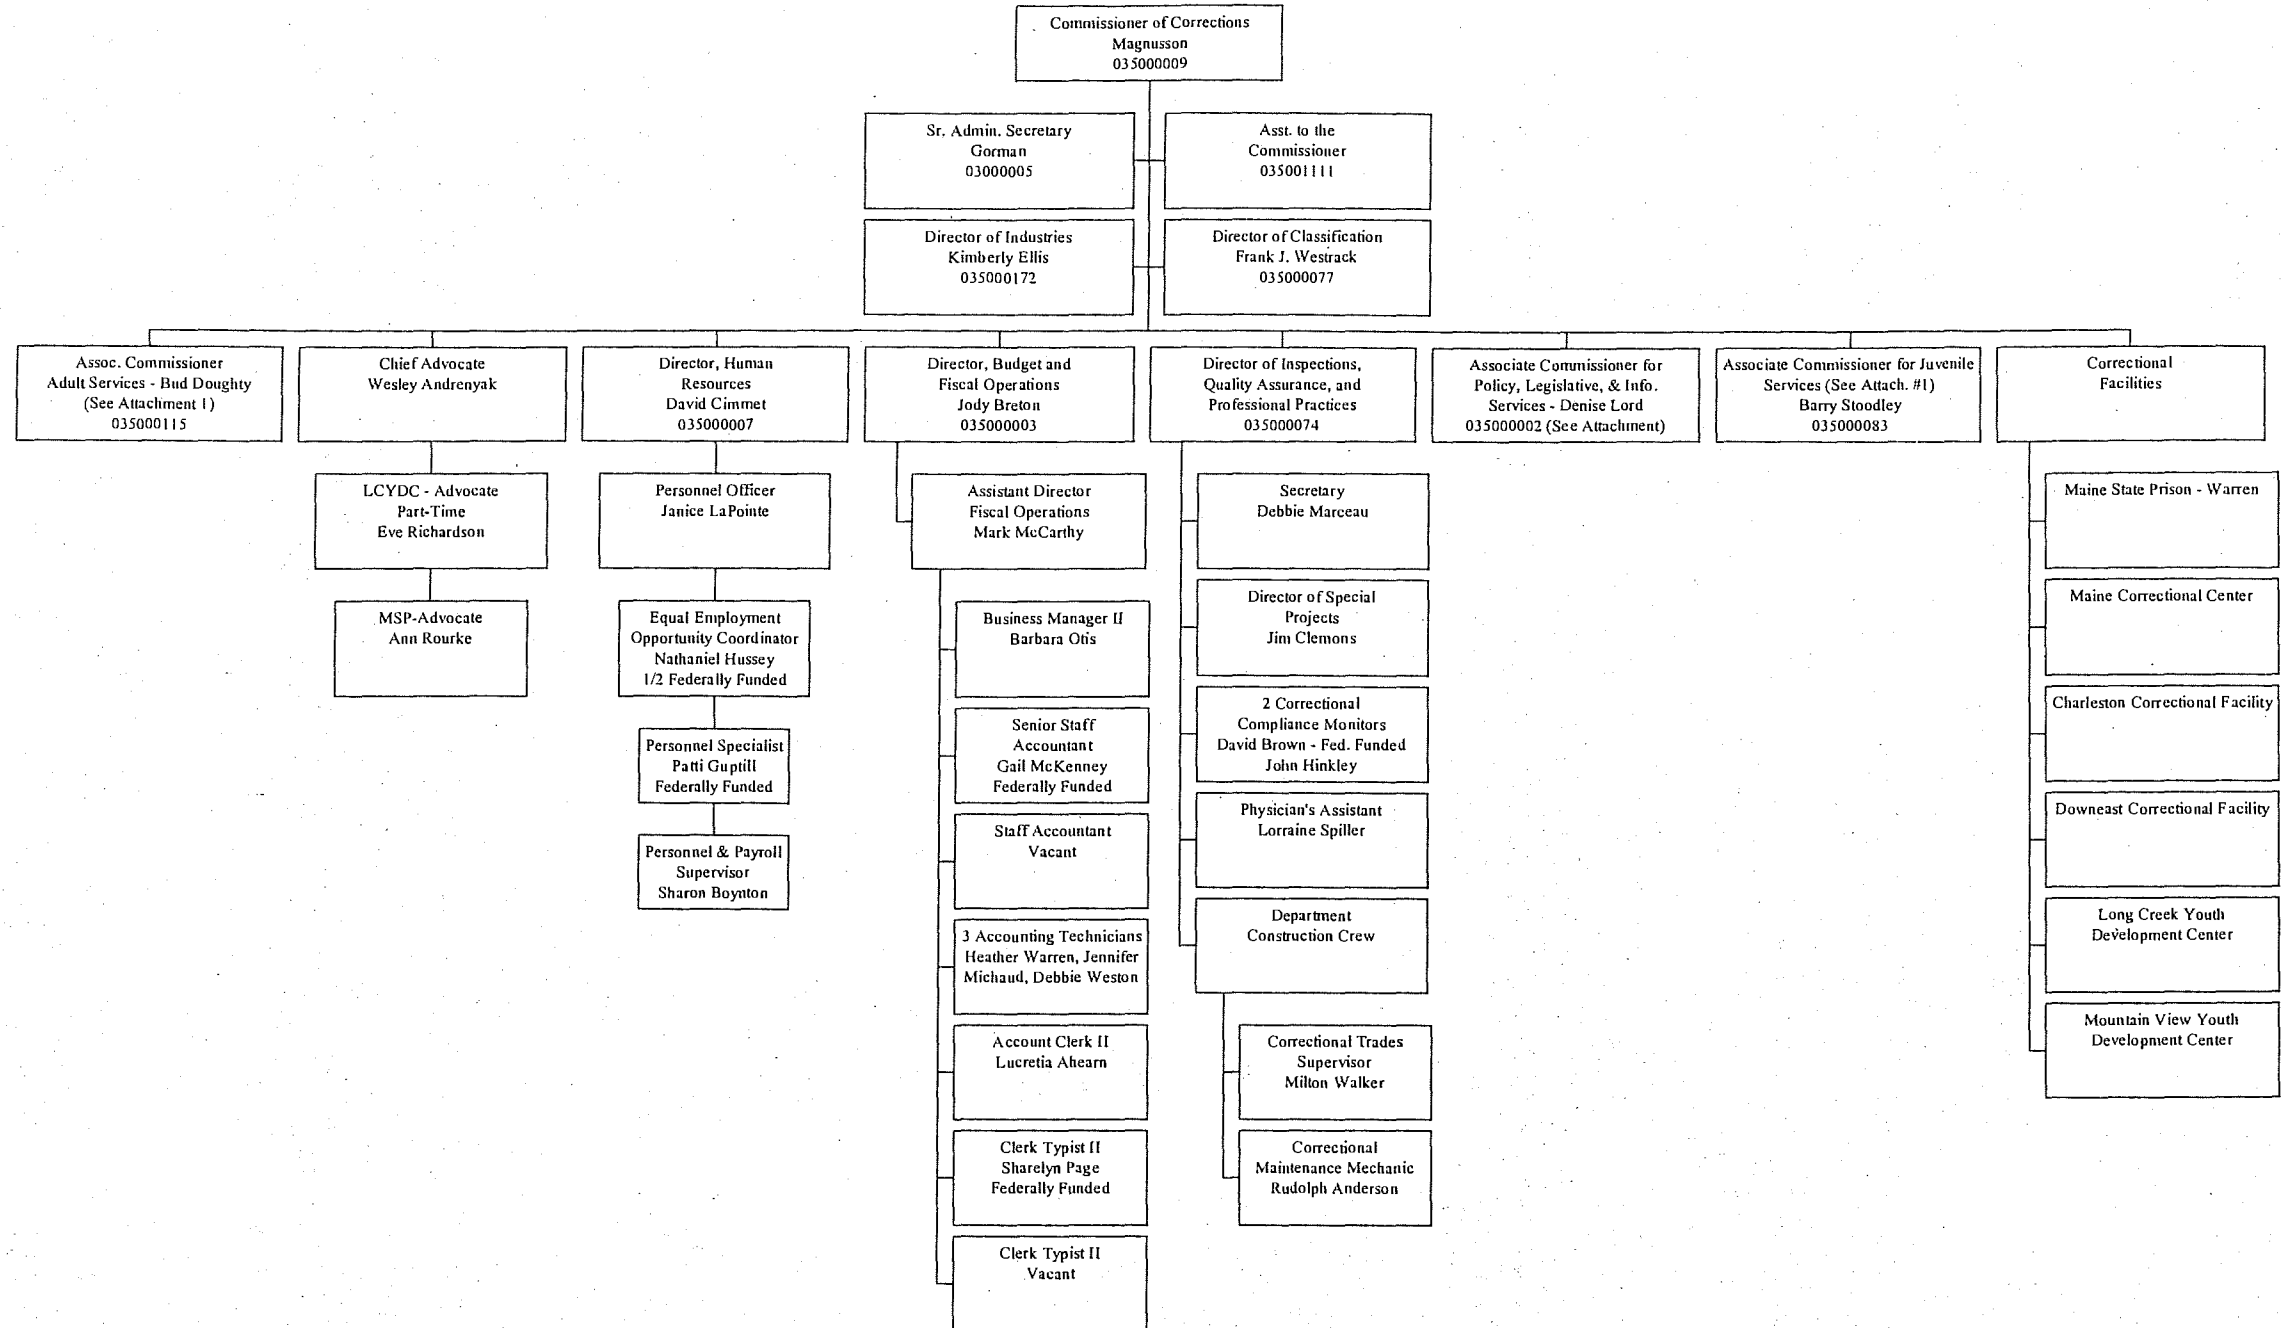 Commissioner of Corrections
Magnusson
035000009
Sr. Admin. Secretary
Gorman
03000005
Asst. to the
Commissioner
035001111
Director of Industries
Kimberly Ellis
035000172
Director of Classification
Frank J. Westrack
035000077
Assoc. Commissioner
Adult Services - Bud Doughty
(See Attachment 1)
035000115
Chief Advocate
Wesley Andrenyak
Director, Human
Resources
David Cimmet
035000007
Director, Budget and
Fiscal Operations
Jody Breton
035000003
Director of Inspections,
Quality Assurance, and
Professional Practices
035000074
Associate Commissioner for
Policy, Legislative, & Info.
Services - Denise Lord
035000002 (See Attachment)
Associate Commissioner for Juvenile
Services (See Attach. #1)
Barry Stoodley
035000083
Correctional
Facilities
LCYDC - Advocate
Part-Time
Eve Richardson
MSP-Advocate
Ann Rourke
Personnel Officer
Janice LaPointe
Equal Employment
Opportunity Coordinator
Nathaniel Hussey
1/2 Federally Funded
Personnel Specialist
Patti Guptill
Federally Funded
Personnel & Payroll
Supervisor
Sharon Boynton
Assistant Director
Fiscal Operations
Mark McCarthy
Business Manager II
Barbara Otis
Senior Staff
Accountant
Gail McKenney
Federally Funded
Staff Accountant
Vacant
3 Accounting Technicians
Heather Warren, Jennifer
Michaud, Debbie Weston
Account Clerk II
Lucretia Ahearn
Clerk Typist II
Sharelyn Page
Federally Funded
Clerk Typist II
Vacant
Secretary
Debbie Marceau
Director of Special
Projects
Jim Clemons
2 Correctional
Compliance Monitors
David Brown - Fed. Funded
John Hinkley
Physician's Assistant
Lorraine Spiller
Department
Construction Crew
Correctional Trades
Supervisor
Milton Walker
Correctional
Maintenance Mechanic
Rudolph Anderson
Maine State Prison - Warren
Maine Correctional Center
Charleston Correctional Facility
Downeast Correctional Facility
Long Creek Youth
Development Center
Mountain View Youth
Development Center